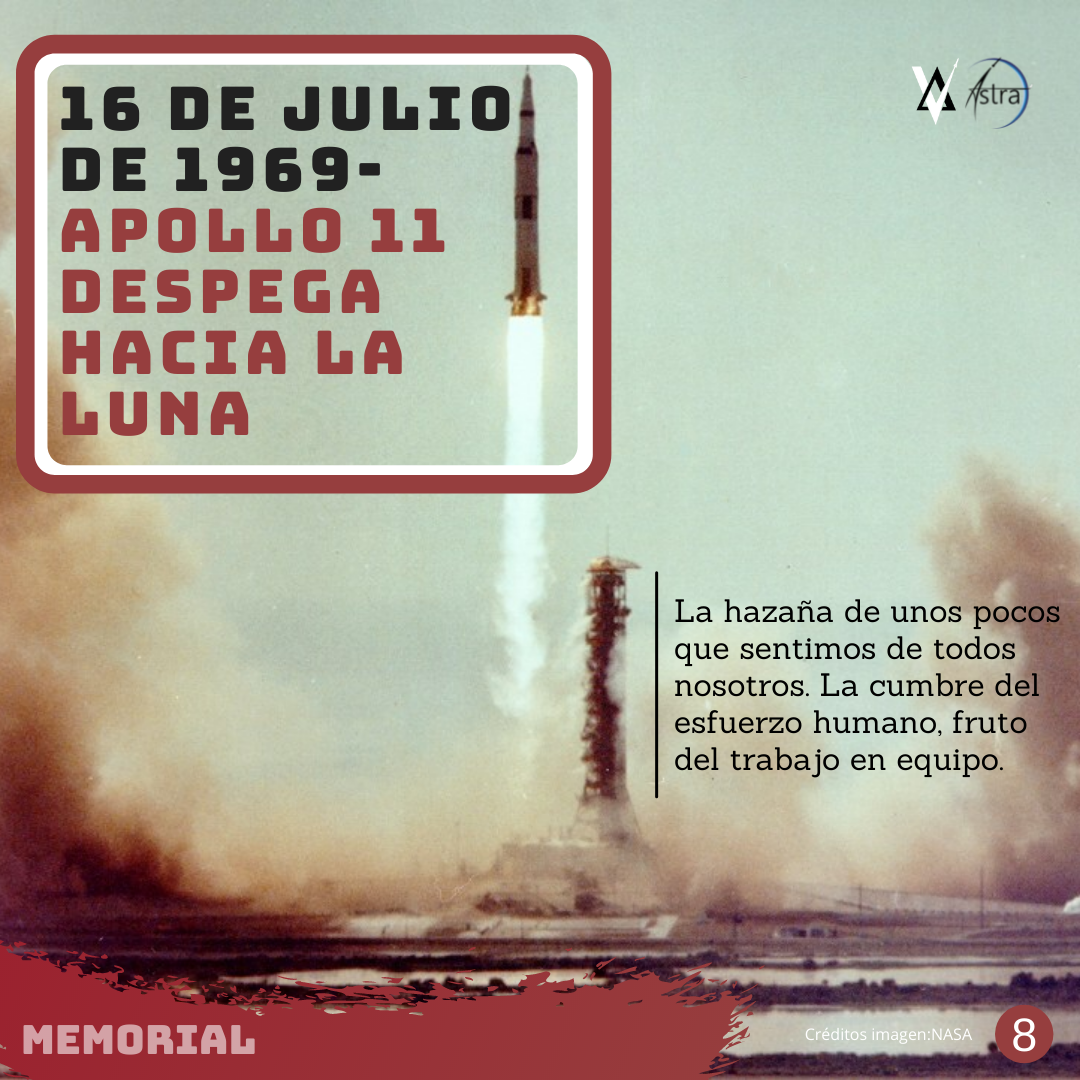 16 DE JULIO
DE 1969-
APOLLO 11
DESPEGA
HACIA LA
LUNA
Astra
La hazaña de unos pocos
que sentimos de todos
nosotros. La cumbre del
esfuerzo humano, fruto
del trabajo en equipo.
MEMORIAL
Créditos imagen:NASA
8